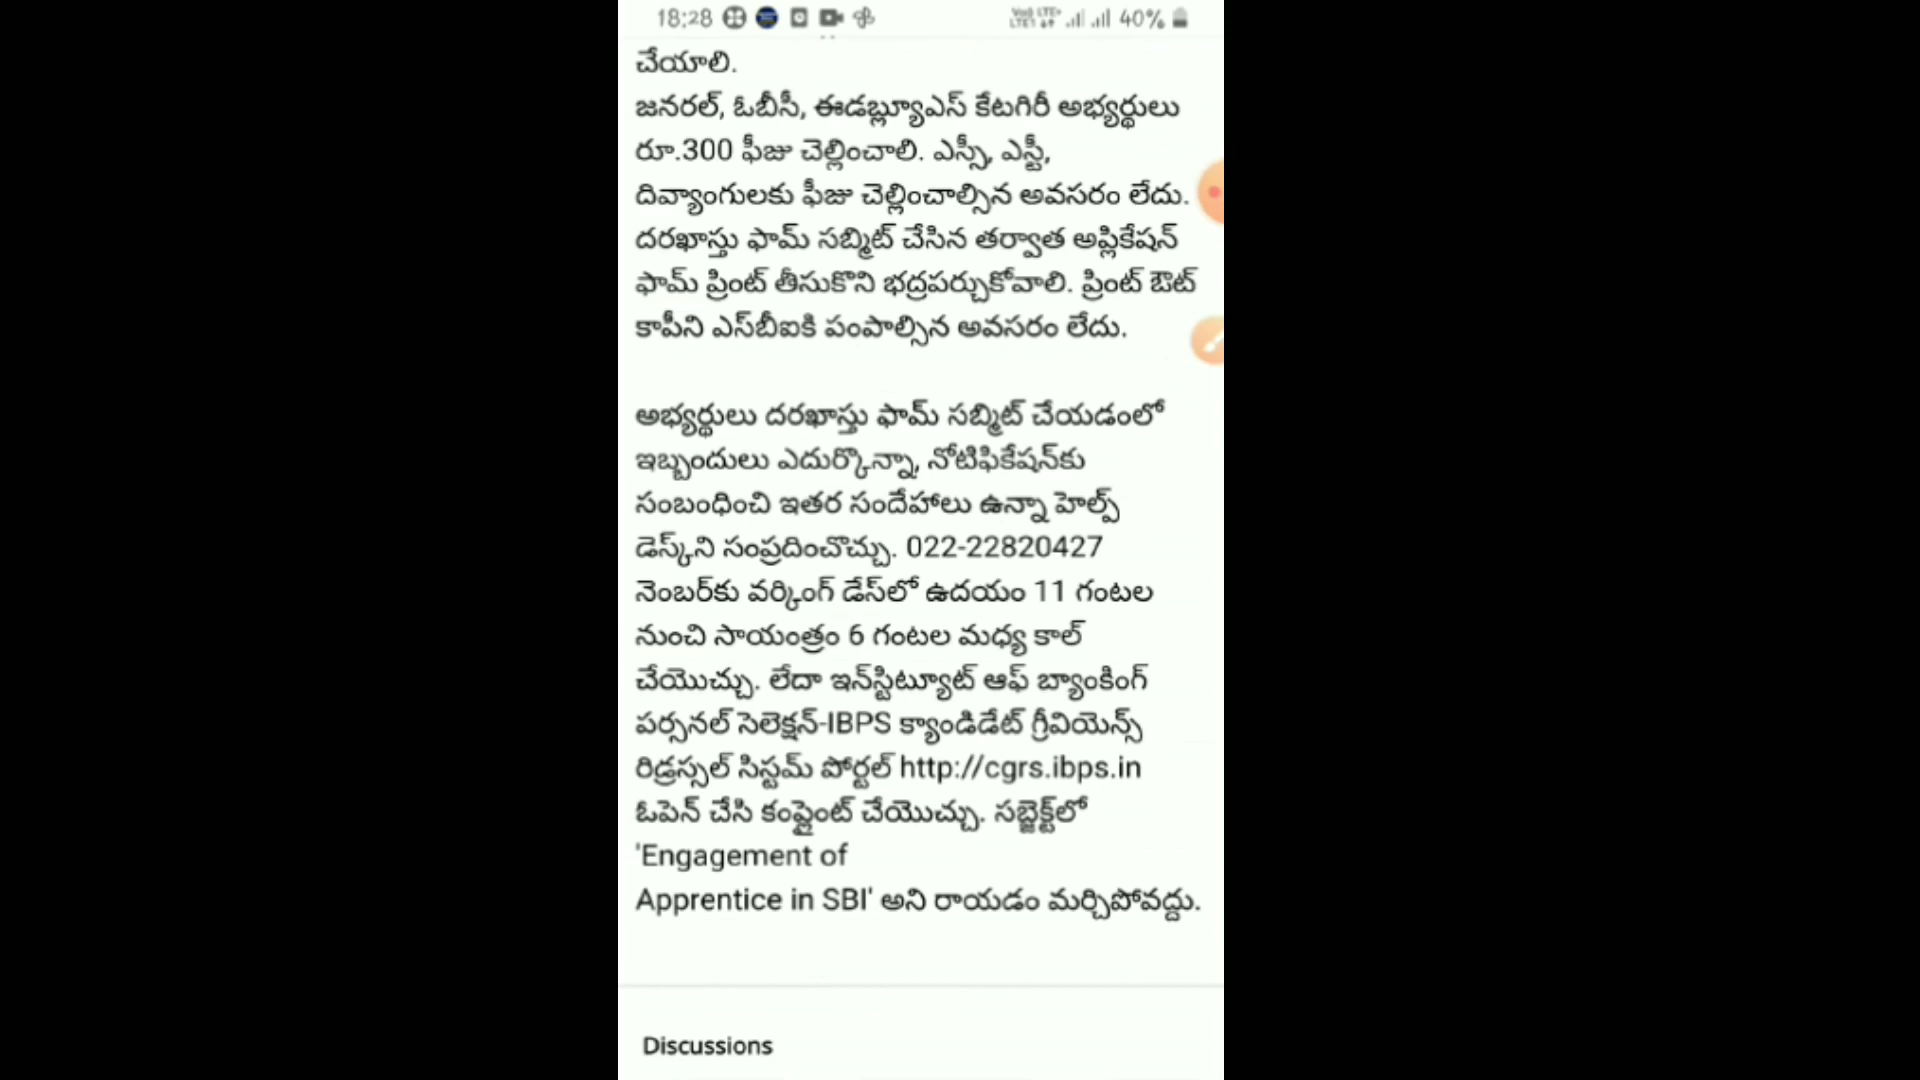 18:28
Vo) LTE+
LTE1
40%
చేయాలి.
జనరల్, ఓబీసీ, ఈడబ్ల్యూఎస్ కేటగిరీ అభ్యర్థులు
రూ.300 ఫీజు చెల్లించాలి. ఎస్సీ, ఎస్టీ,
దివ్యాంగులకు ఫీజు చెల్లించాల్సిన అవసరం లేదు.
దరఖాస్తు ఫామ్ సబ్మిట్ చేసిన తర్వాత అప్లికేషన్
ఫామ్ ప్రింట్ తీసుకొని భద్రపర్చుకోవాలి. ప్రింట్ ఔట్
కాపీని ఎస్‌బీఐకి పంపాల్సిన అవసరం లేదు.
అభ్యర్థులు దరఖాస్తు ఫామ్ సబ్మిట్ చేయడంలో
ఇబ్బందులు ఎదుర్కొన్నా, నోటిఫికేషన్‌కు
సంబంధించి ఇతర సందేహాలు ఉన్నా హెల్ప్
డెస్క్‌ని సంప్రదించొచ్చు. 022-22820427
నెంబర్‌కు వర్కింగ్ డేస్‌లో ఉదయం 11 గంటల
నుంచి సాయంత్రం 6 గంటల మధ్య కాల్
చేయొచ్చు. లేదా ఇన్‌స్టిట్యూట్ ఆఫ్ బ్యాంకింగ్
పర్సనల్ సెలెక్షన్-IBPS క్యాండిడేట్ గ్రీవియెన్స్
రిడ్రస్సల్ సిస్టమ్ పోర్టల్ http://cgrs.ibps.in
ఓపెన్ చేసి కంప్లైంట్ చేయొచ్చు. సబ్జెక్ట్‌లో
'Engagement of
Apprentice in SBI' అని రాయడం మర్చిపోవద్దు.
Discussions